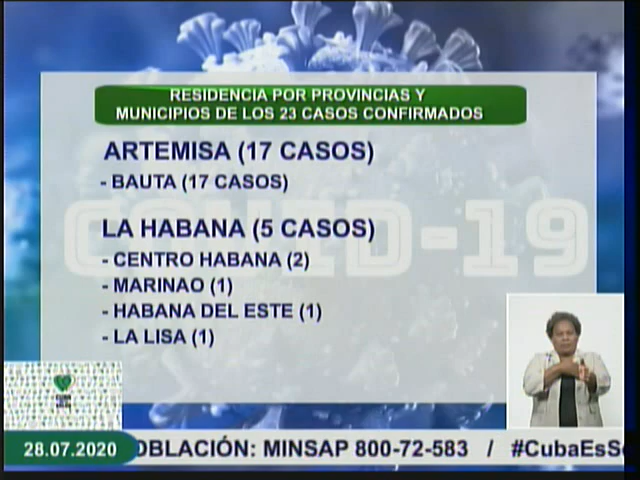 RESIDENCIA POR PROVINCIAS Y
MUNICIPIOS DE LOS 23 CASOS CONFIRMADOS
ARTEMISA (17 CASOS)
- BAUTA (17 CASOS)
LA HABANA (5 CASOS)
- CENTRO HABANA (2)
- MARINAO (1)
- HABANA DEL ESTE (1)
- LA LISA (1)
COVID-19
28.07.2020 OBLACIÓN: MINSAP 800-72-583 / #CubaEsS